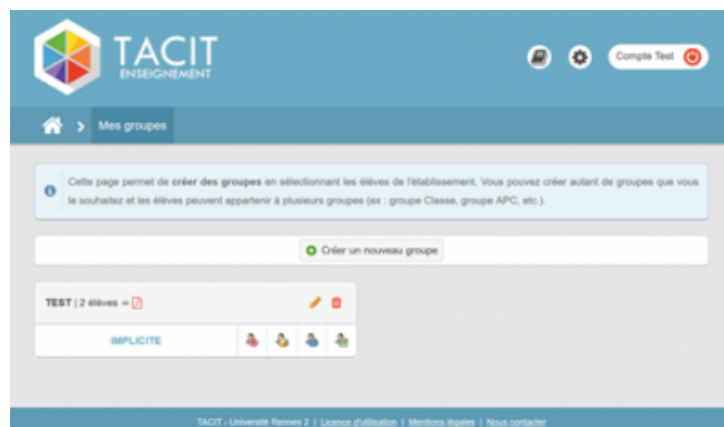 TACIT
ENSEIGNEMENT
Compte Test
Mes groupes
Cette page permet de créer des groupes en sélectionnant les élèves de l'établissement. Vous pouvez créer autant de groupes que vous
le souhaitez et les élèves peuvent appartenir à plusieurs groupes (ex : groupe Classe, groupe APC, etc.).
Créer un nouveau groupe
TEST | 2 élèves
IMPLICITE
TACIT - Université Rennes 2 | Licence d'utilisation | Mentions légales | Nous contacter